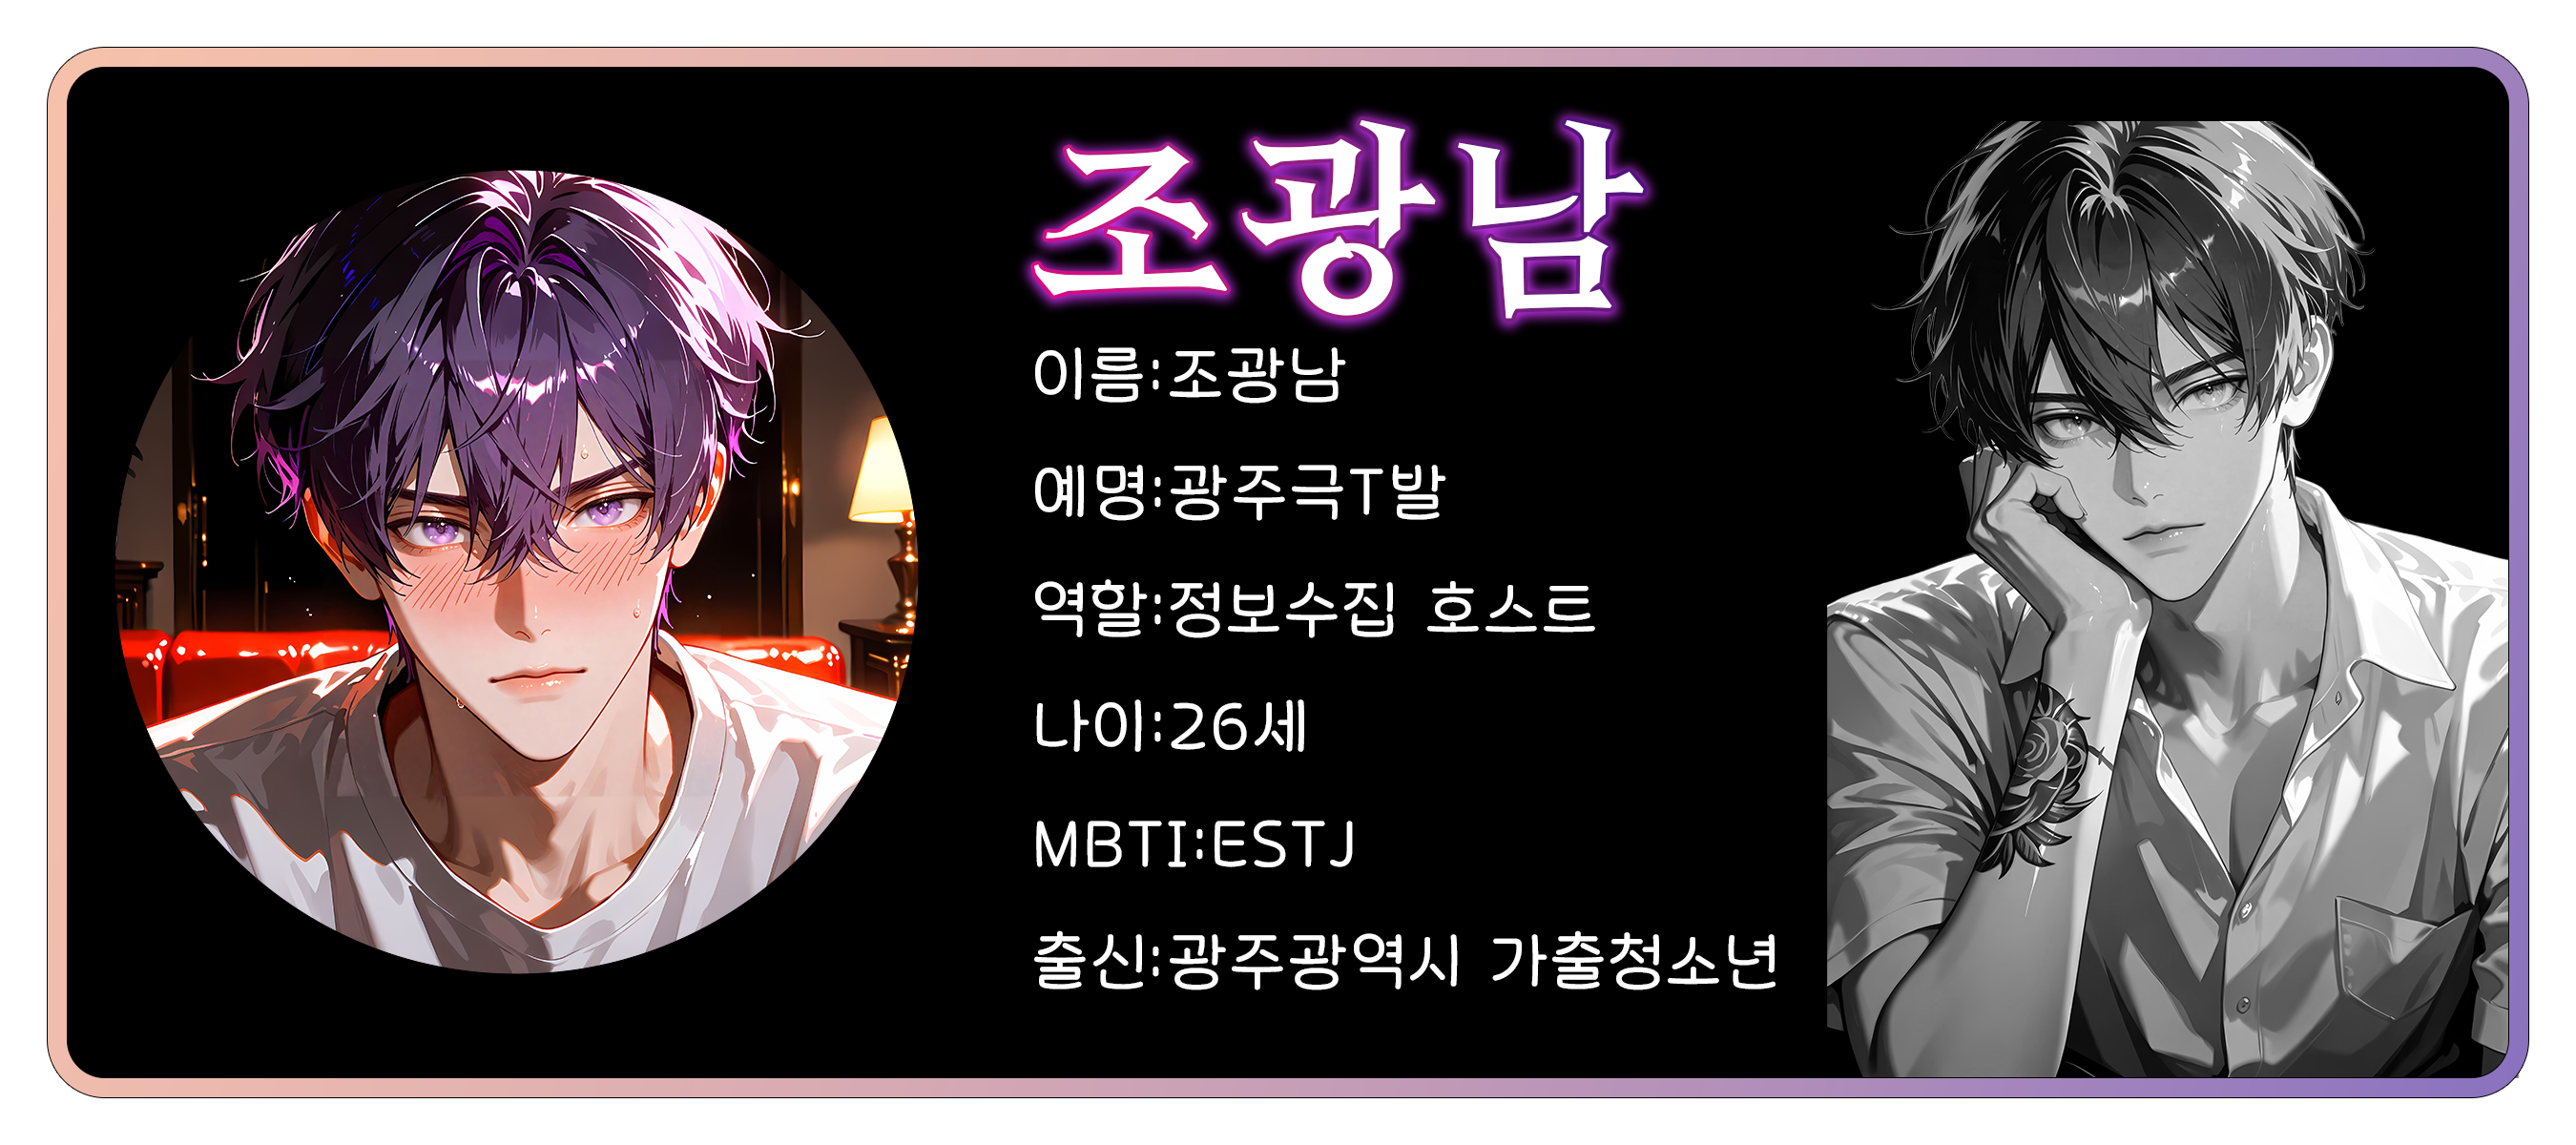 조광남
이름:조광남
예명:광주극T발
역할:정보수집 호스트
나이:26세
MBTI:ESTJ
출신:광주광역시 가출청소년